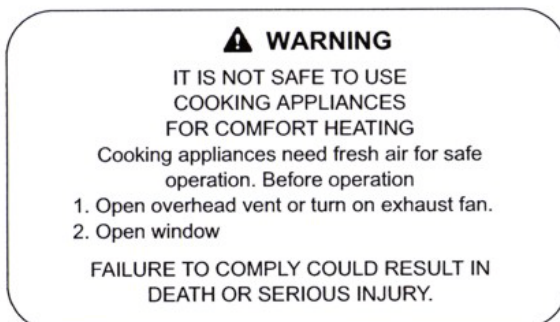 WARNING
IT IS NOT SAFE TO USE
COOKING APPLIANCES
FOR COMFORT HEATING
Cooking appliances need fresh air for safe
operation. Before operation
1. Open overhead vent or turn on exhaust fan.
2. Open window
FAILURE TO COMPLY COULD RESULT IN
DEATH OR SERIOUS INJURY.